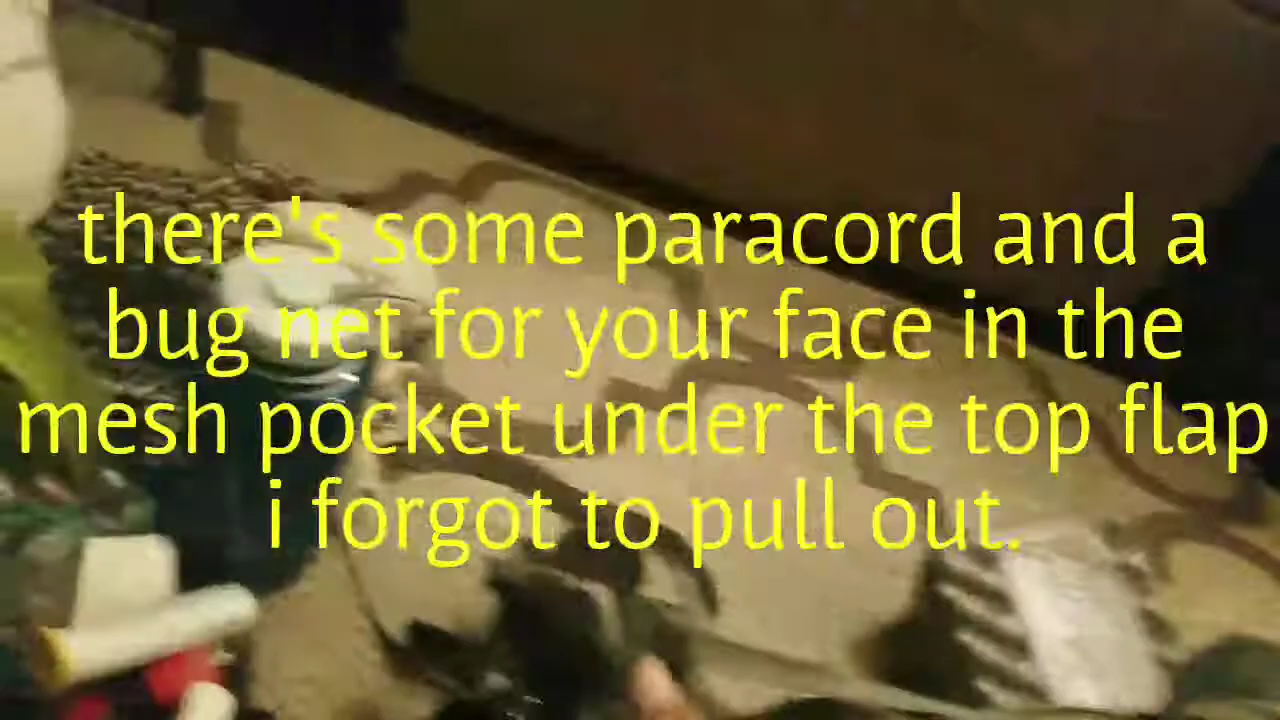 there's some paracord and a
bug net for your face in the
mesh pocket under the top flap
i forgot to pull out.